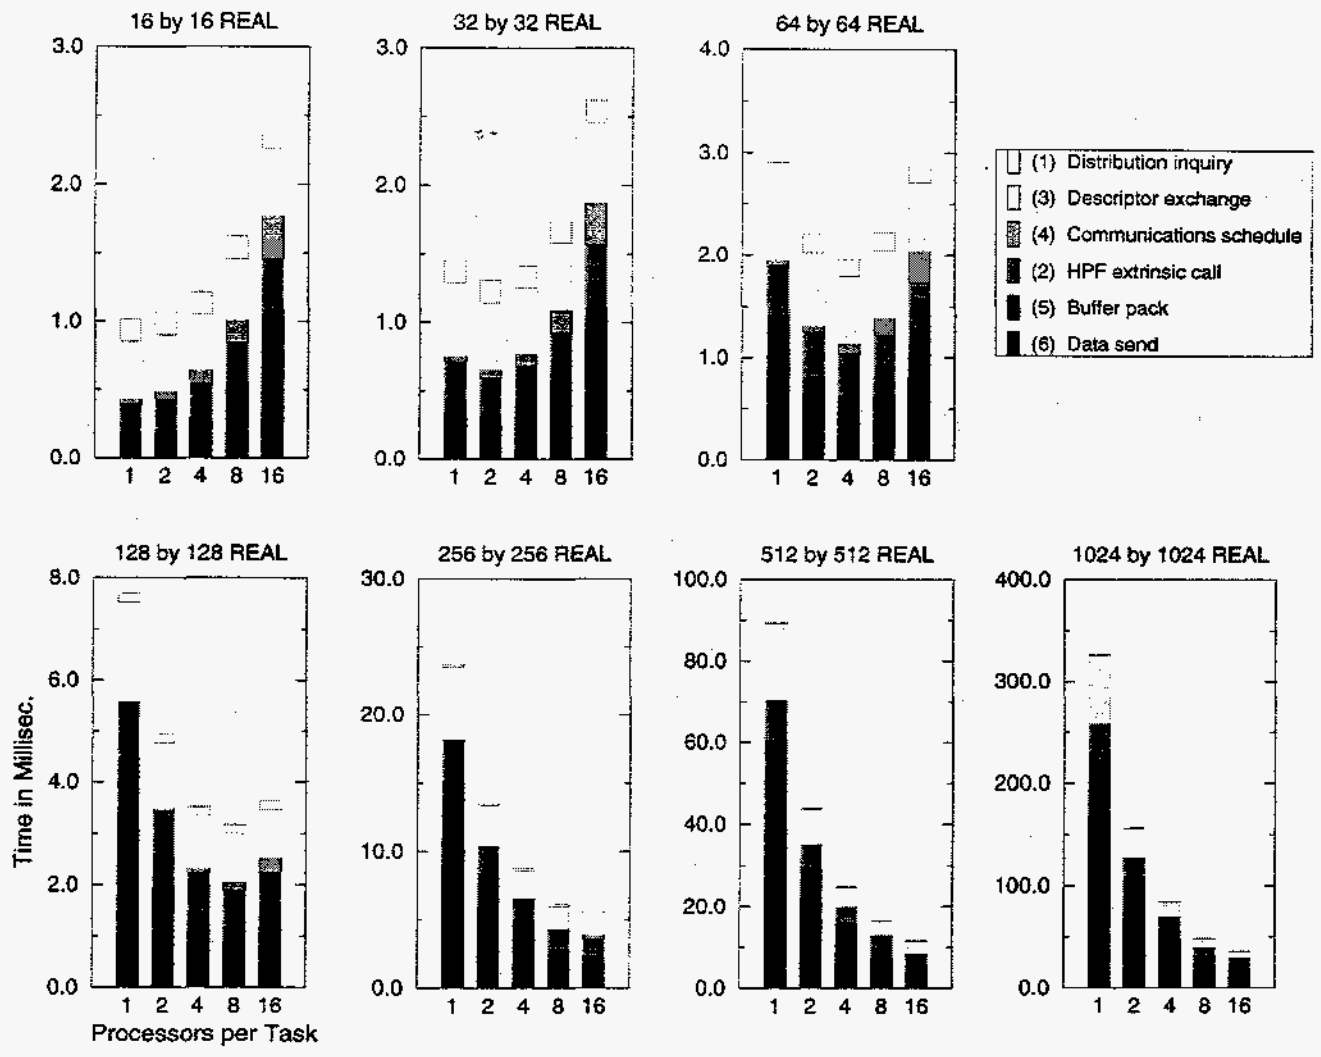 16 by 16 REAL
32 by 32 REAL
64 by 64 REAL
3.0
2.0
1.0
0.0
1 2 4 8 16
3.0
2.0
1.0
0.0
1 2 4 8 16
4.0
3.0
2.0
1.0
0.0
1 2 4 8 16
(1) Distribution inquiry
(3) Descriptor exchange
(4) Communications schedule
(2) HPF extrinsic call
(5) Buffer pack
(6) Data send
128 by 128 REAL
256 by 256 REAL
512 by 512 REAL
1024 by 1024 REAL
Time in Millisec.
8.0
6.0
4.0
2.0
0.0
1 2 4 8 16
Processors per Task
30.0
20.0
10.0
0.0
1 2 4 8 16
100.0
80.0
60.0
40.0
20.0
0.0
1 2 4 8 16
400.0
300.0
200.0
100.0
0.0
1 2 4 8 16